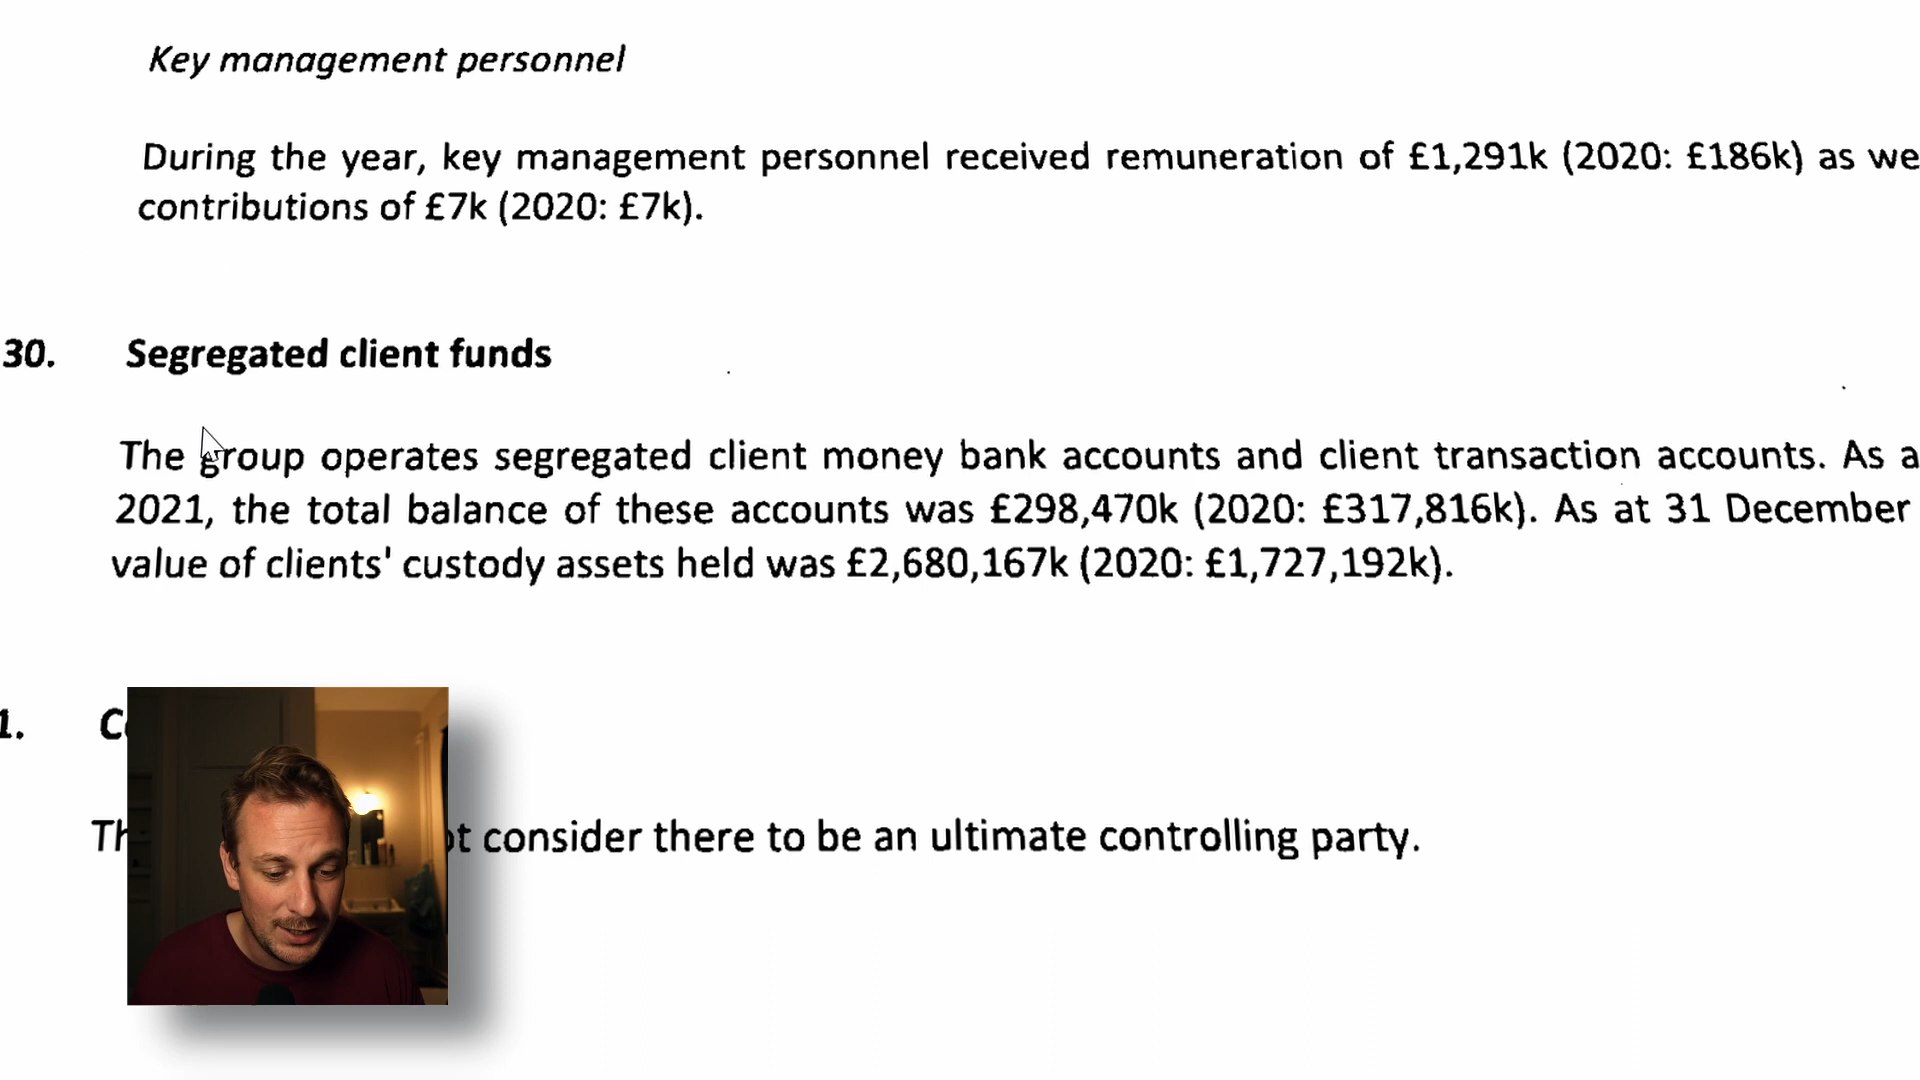 Key management personnel
During the year, key management personnel received remuneration of £1,291k (2020: £186k) as
contributions of £7k (2020: £7k).
30. Segregated client funds
The group operates segregated client money bank accounts and client transaction accounts. As
2021, the total balance of these accounts was £298,470k (2020: £317,816k). As at 31 December
value of clients' custody assets held was £2,680,167k (2020: £1,727,192k).
1.
consider there to be an ultimate controlling party.